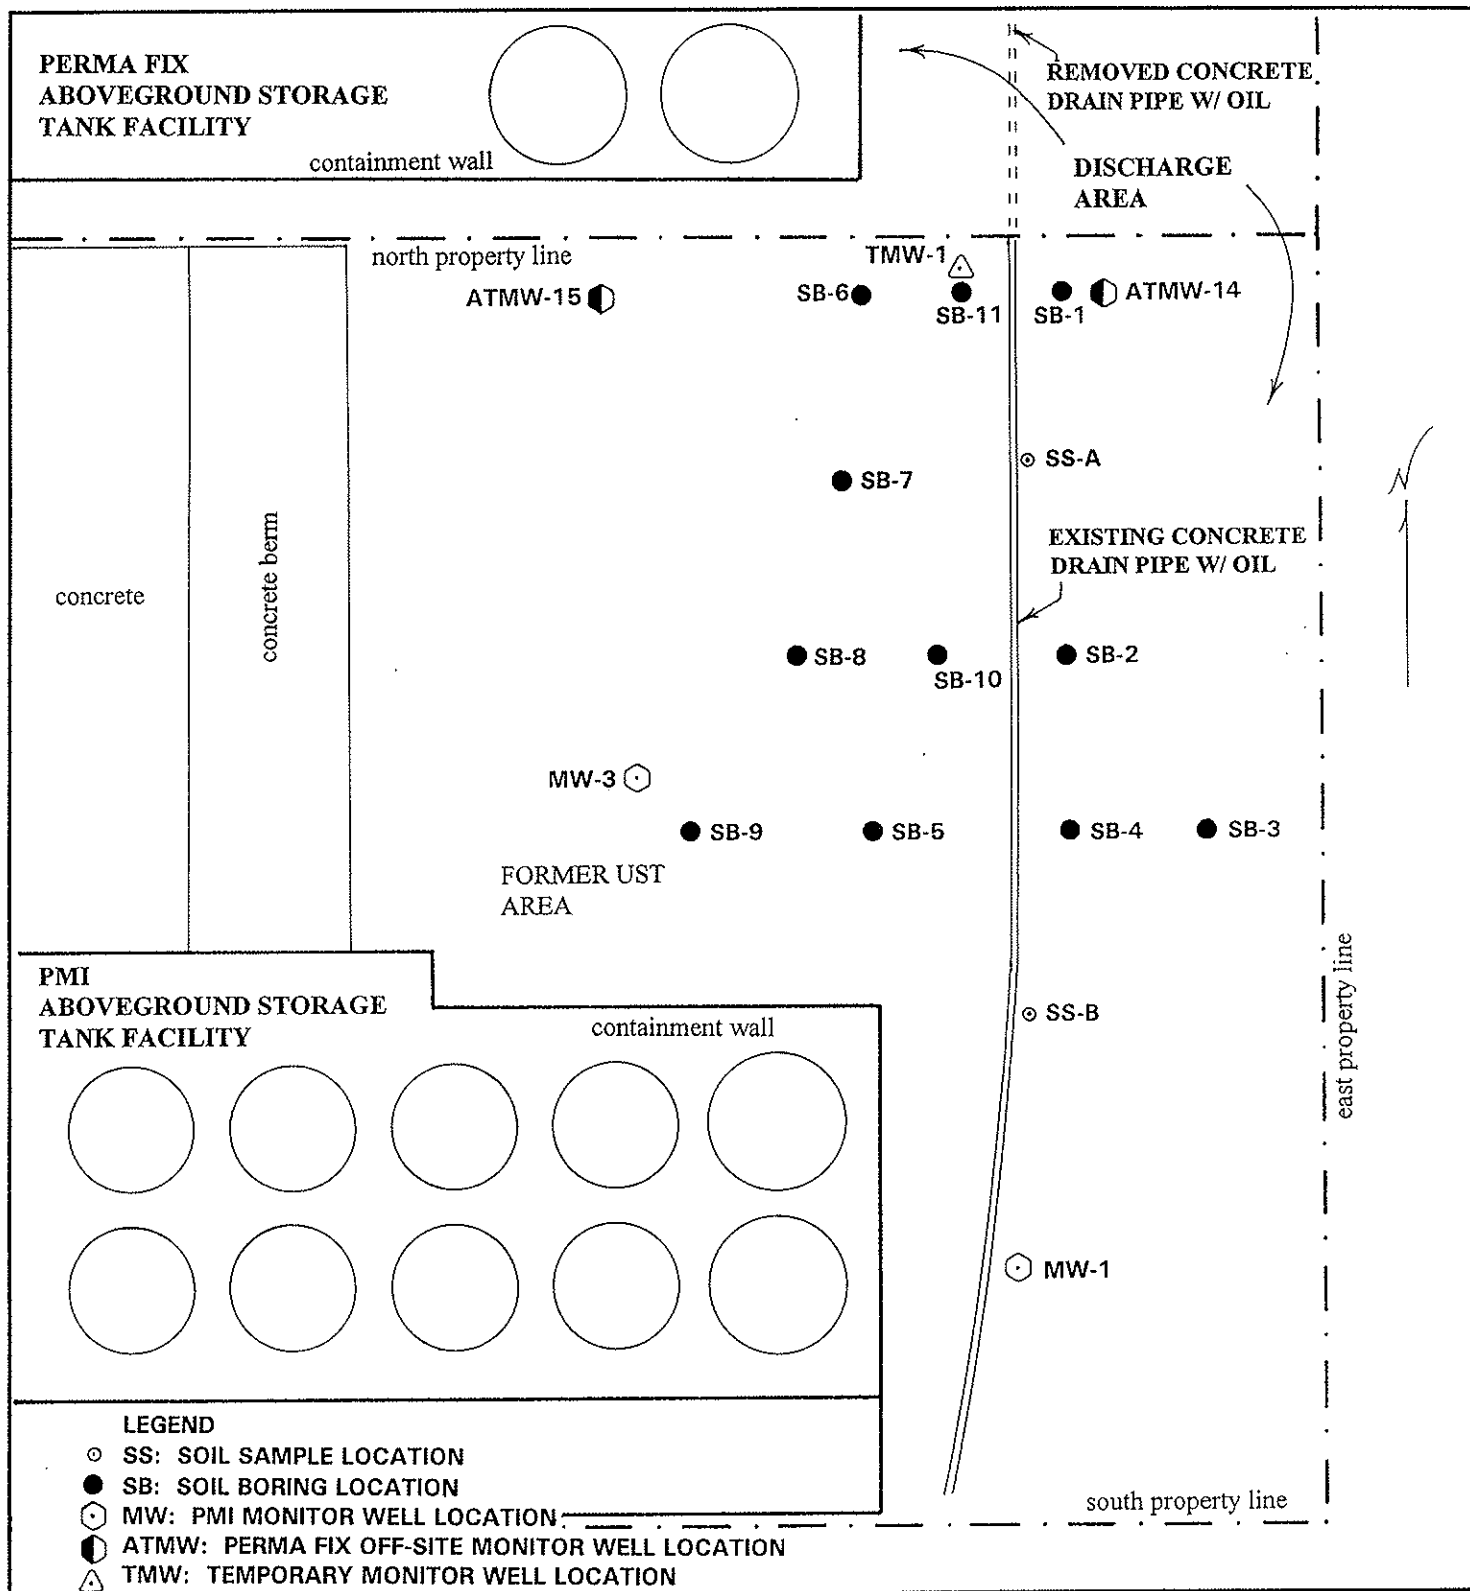 PERMA FIX
ABOVEGROUND STORAGE
TANK FACILITY
containment wall
REMOVED CONCRETE
DRAIN PIPE W/ OIL
DISCHARGE
AREA
north property line
TMW-1
ATMW-15
SB-6
SB-11
SB-1
ATMW-14
SS-A
SB-7
EXISTING CONCRETE
DRAIN PIPE W/ OIL
concrete
concrete berm
SB-8
SB-10
SB-2
MW-3
SB-9
SB-5
SB-4
SB-3
FORMER UST
AREA
PMI
ABOVEGROUND STORAGE
TANK FACILITY
containment wall
SS-B
east property line
MW-1
south property line
LEGEND
SS: SOIL SAMPLE LOCATION
SB: SOIL BORING LOCATION
MW: PMI MONITOR WELL LOCATION
ATMW: PERMA FIX OFF-SITE MONITOR WELL LOCATION
TMW: TEMPORARY MONITOR WELL LOCATION